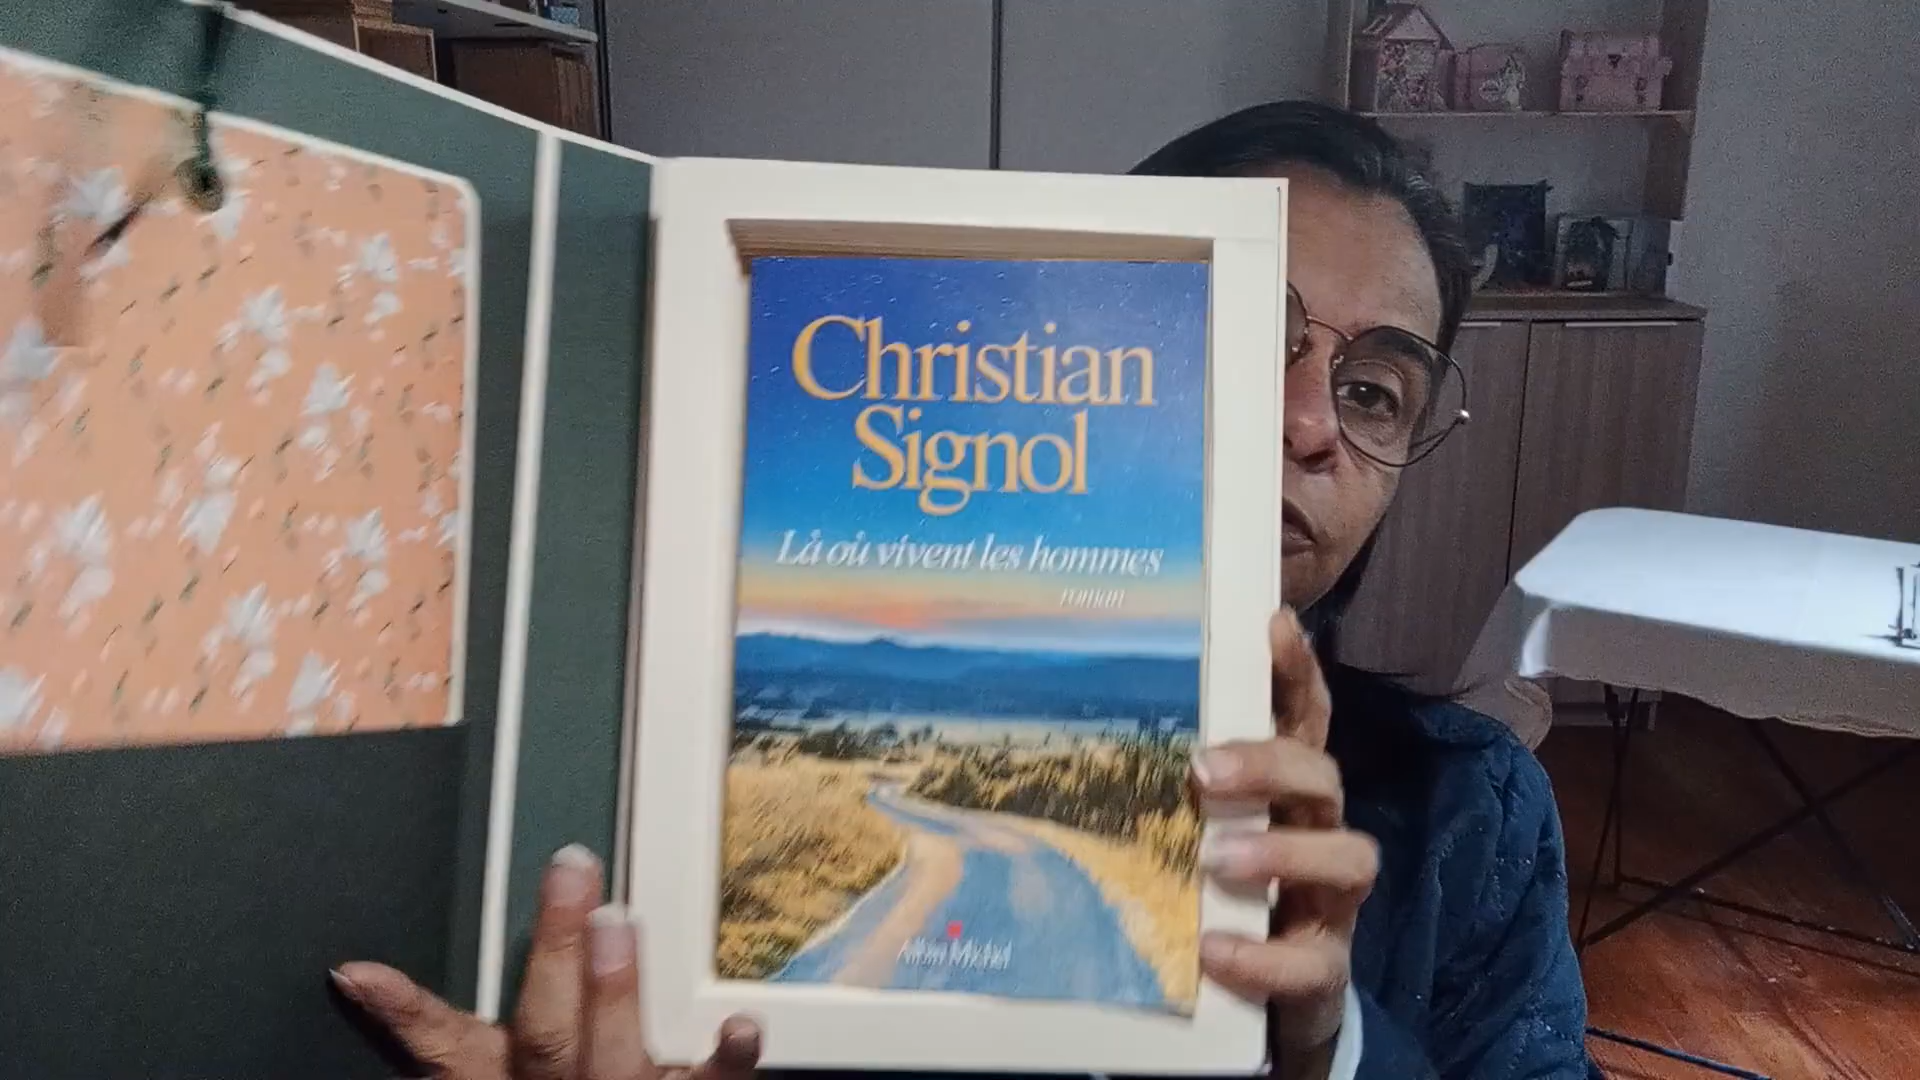 Christian
Signol
Là où vivent les hommes
roman
Albin Michel